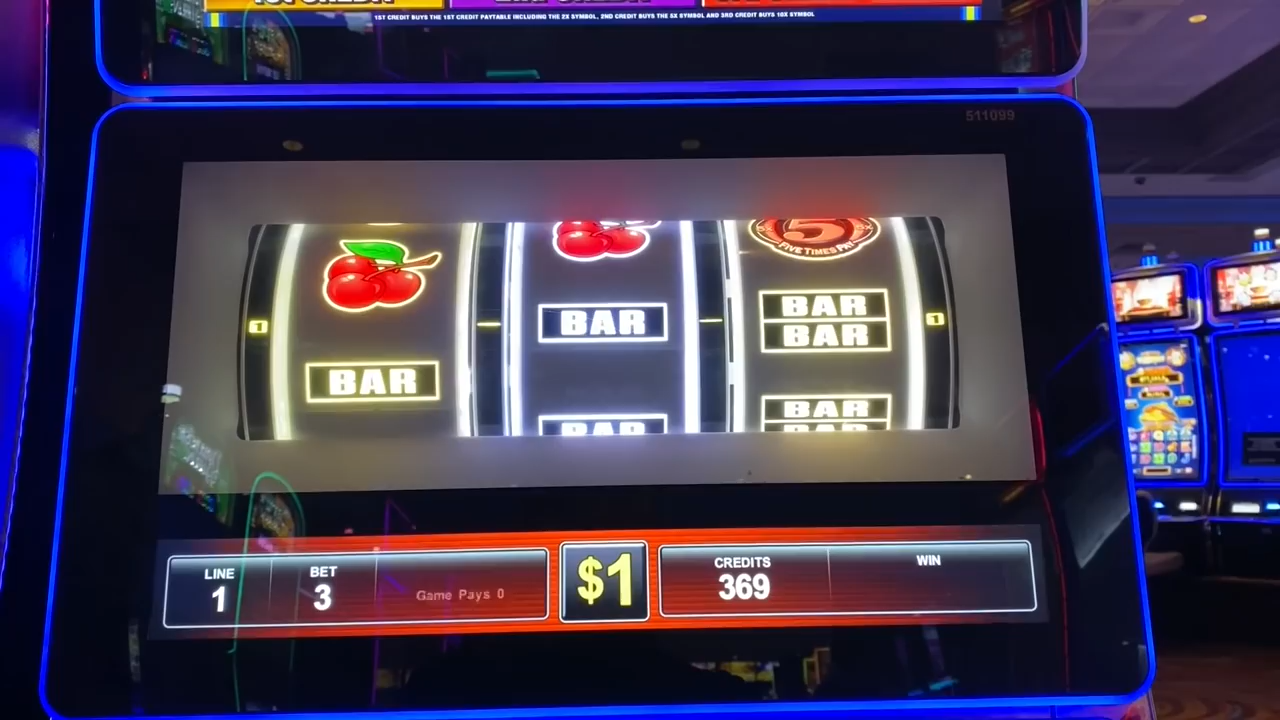 1ST CREDIT BUYS THE 1ST CREDIT PAYTABLE INCLUDING THE 2X SYMBOL, 2ND CREDIT BUYS THE 5X SYMBOL AND 3RD CREDIT BUYS 10X SYMBOL
511099
5
FIVE TIMES PAY
BAR
BAR
1
BAR
1
BAR
BAR
BAR
BAR
BAR
LINE
1
BET
3
Game Pays 0
$1
CREDITS
369
WIN